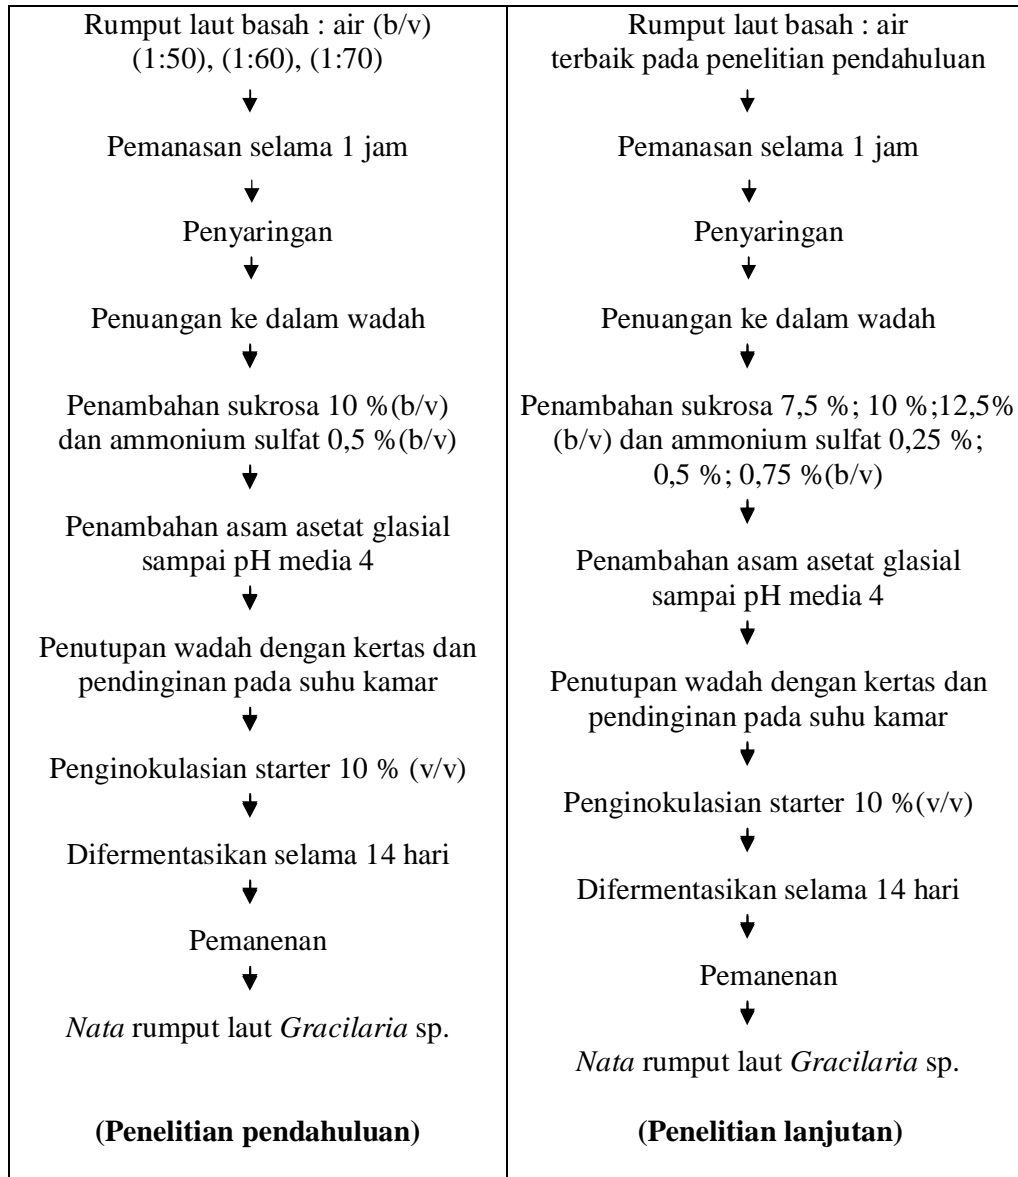 Rumput laut basah : air (b/v)
(1:50), (1:60), (1:70)
Pemanasan selama 1 jam
Penyaringan
Penuangan ke dalam wadah
Penambahan sukrosa 10 %(b/v)
dan ammonium sulfat 0,5 %(b/v)
Penambahan asam asetat glasial
sampai pH media 4
Penutupan wadah dengan kertas dan
pendinginan pada suhu kamar
Penginokulasian starter 10 % (v/v)
Difermentasikan selama 14 hari
Pemanenan
Nata rumput laut Gracilaria sp.
(Penelitian pendahuluan)
Rumput laut basah : air
terbaik pada penelitian pendahuluan
Pemanasan selama 1 jam
Penyaringan
Penuangan ke dalam wadah
Penambahan sukrosa 7,5 %; 10 %;12,5%
(b/v) dan ammonium sulfat 0,25 %;
0,5 %; 0,75 %(b/v)
Penambahan asam asetat glasial
sampai pH media 4
Penutupan wadah dengan kertas dan
pendinginan pada suhu kamar
Penginokulasian starter 10 %(v/v)
Difermentasikan selama 14 hari
Pemanenan
Nata rumput laut Gracilaria sp.
(Penelitian lanjutan)